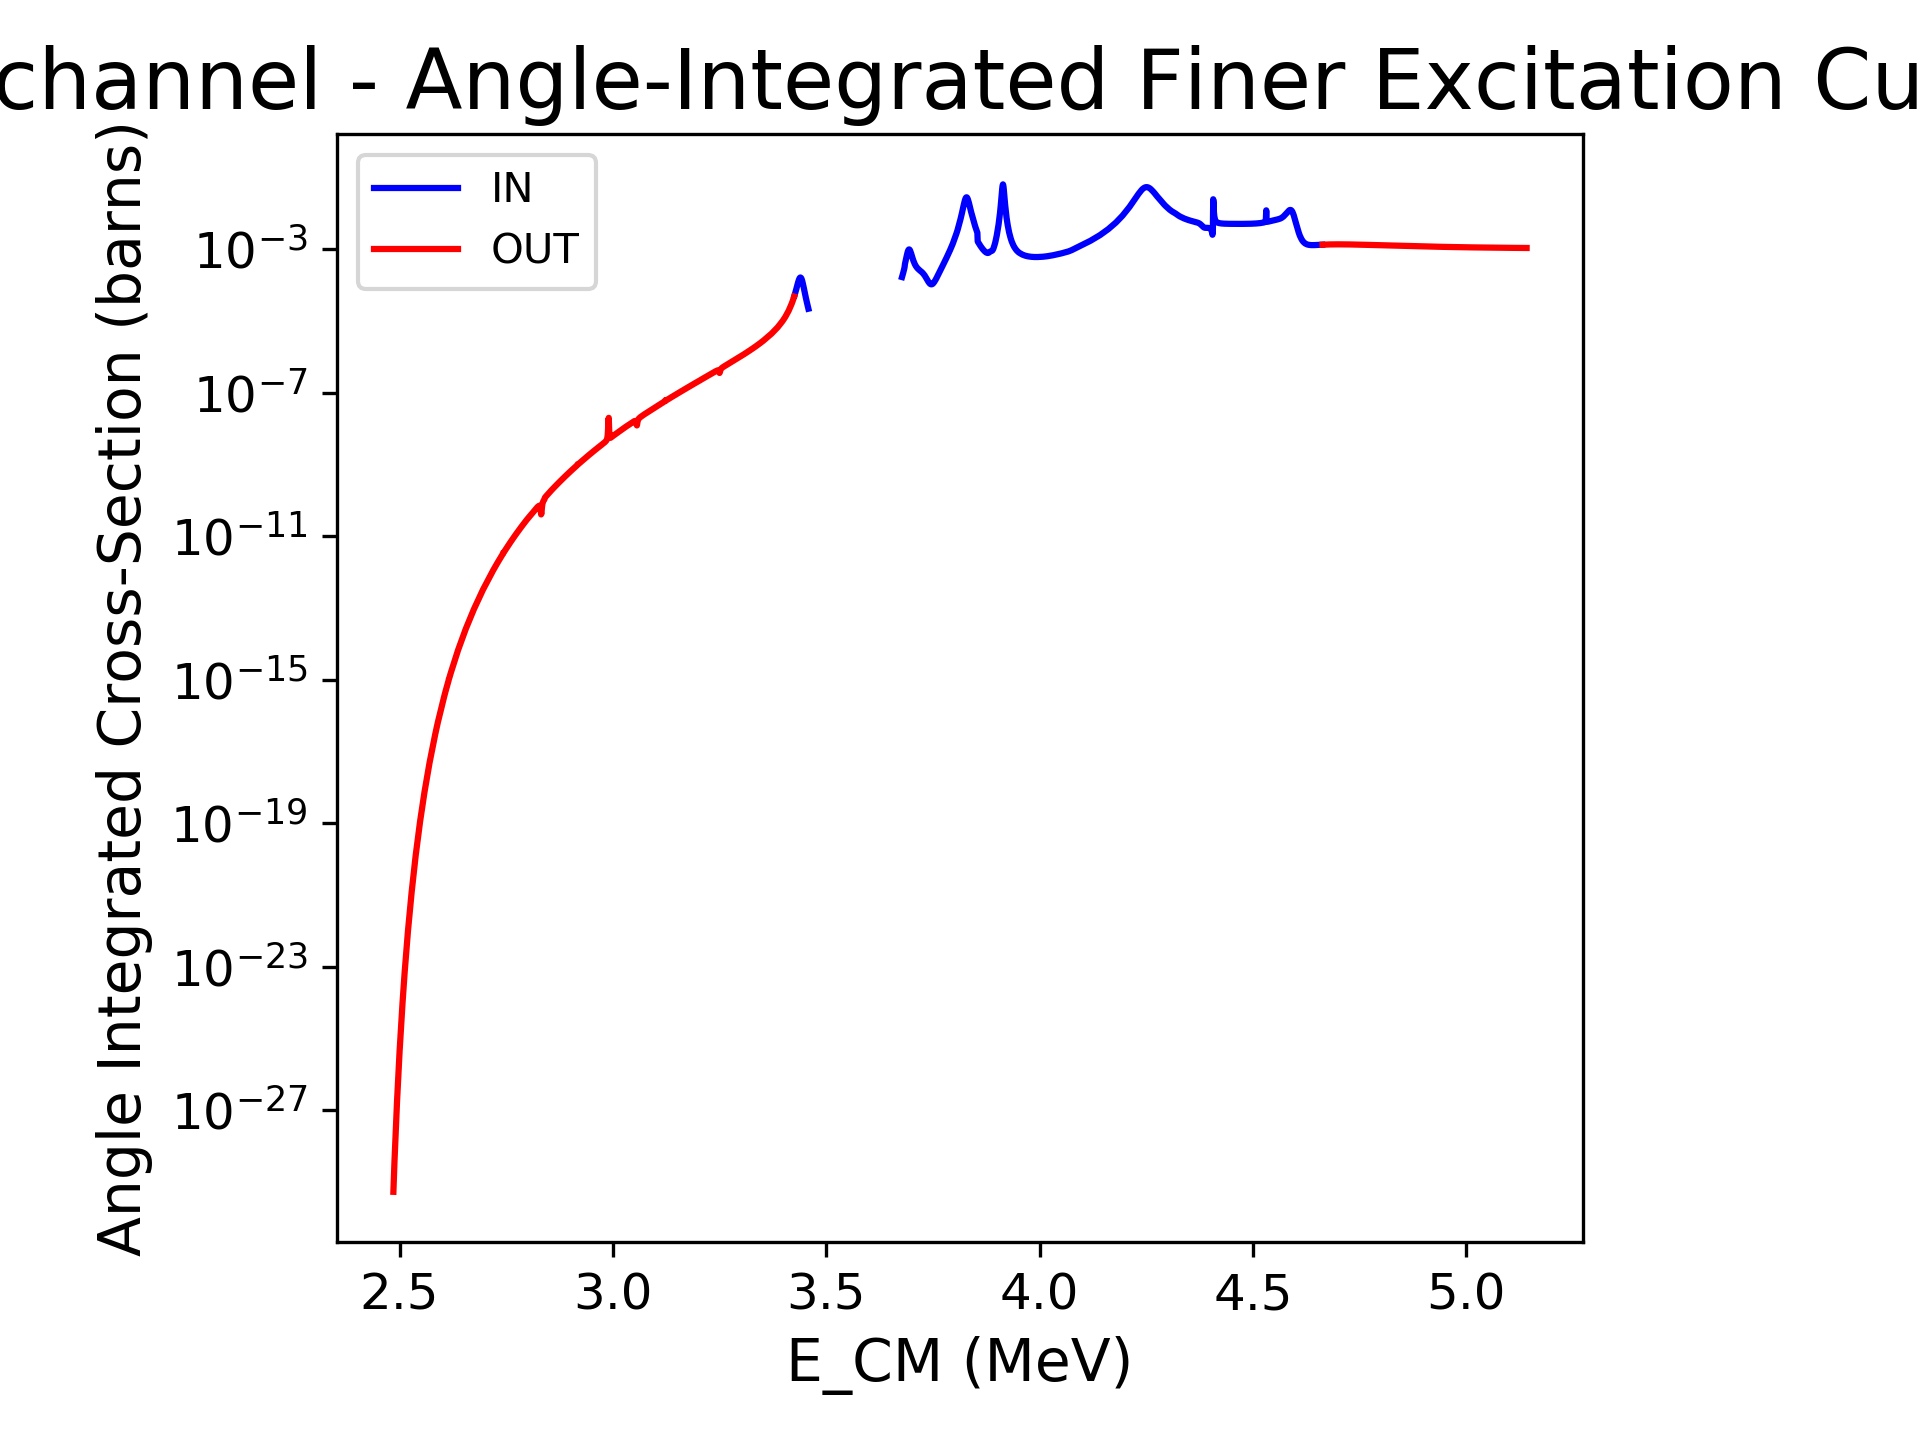 channel - Angle-Integrated Finer Excitation Cu
IN
OUT
Angle Integrated Cross-Section (barns)
10⁻³
10⁻⁷
10⁻¹¹
10⁻¹⁵
10⁻¹⁹
10⁻²³
10⁻²⁷
2.5 3.0 3.5 4.0 4.5 5.0
E_CM (MeV)